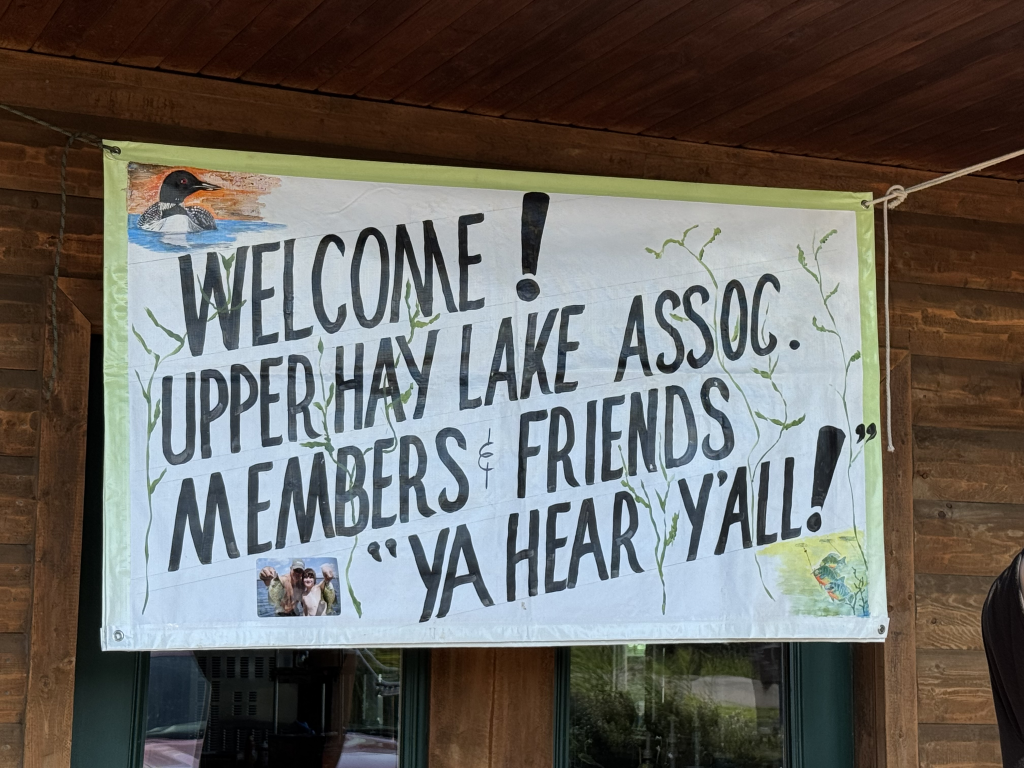 WELCOME!
UPPER HAY LAKE ASSOC.
MEMBERS & FRIENDS
"YA HEAR Y'ALL!"